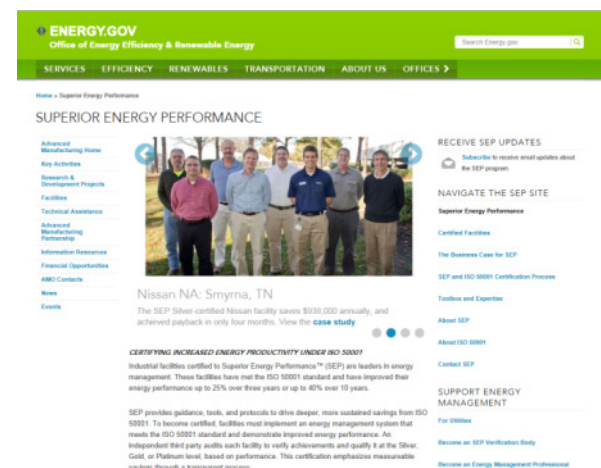 ENERGY.GOV
Office of Energy Efficiency & Renewable Energy
Search Energy.gov
SERVICES EFFICIENCY RENEWABLES TRANSPORTATION ABOUT US OFFICES >
Home » Superior Energy Performance
SUPERIOR ENERGY PERFORMANCE
Advanced
Manufacturing Home
Key Activities
Research &
Development Projects
Facilities
Technical Assistance
Advanced
Manufacturing
Partnership
Information Resources
Financial Opportunities
AMO Contacts
News
Events
Nissan NA: Smyrna, TN
The SEP Silver-certified Nissan facility saves $938,000 annually, and
achieved payback in only four months. View the case study.
CERTIFYING INCREASED ENERGY PRODUCTIVITY UNDER ISO 50001
Industrial facilities certified to Superior Energy Performance™ (SEP) are leaders in energy
management. These facilities have met the ISO 50001 standard and have improved their
energy performance up to 25% over three years or up to 40% over 10 years.
SEP provides guidance, tools, and protocols to drive deeper, more sustained savings from ISO
50001. To become certified, facilities must implement an energy management system that
meets the ISO 50001 standard and demonstrate improved energy performance. An
independent third party audits each facility to verify achievements and qualify it at the Silver,
Gold, or Platinum level, based on performance. This certification emphasizes measureable
savings through a transparent process.
RECEIVE SEP UPDATES
Subscribe to receive email updates about
the SEP program.
NAVIGATE THE SEP SITE
Superior Energy Performance
Certified Facilities
The Business Case for SEP
SEP and ISO 50001 Certification Process
Toolbox and Expertise
About SEP
About ISO 50001
Contact SEP
SUPPORT ENERGY
MANAGEMENT
For Utilities
Become an SEP Verification Body
Become an Energy Management Professional